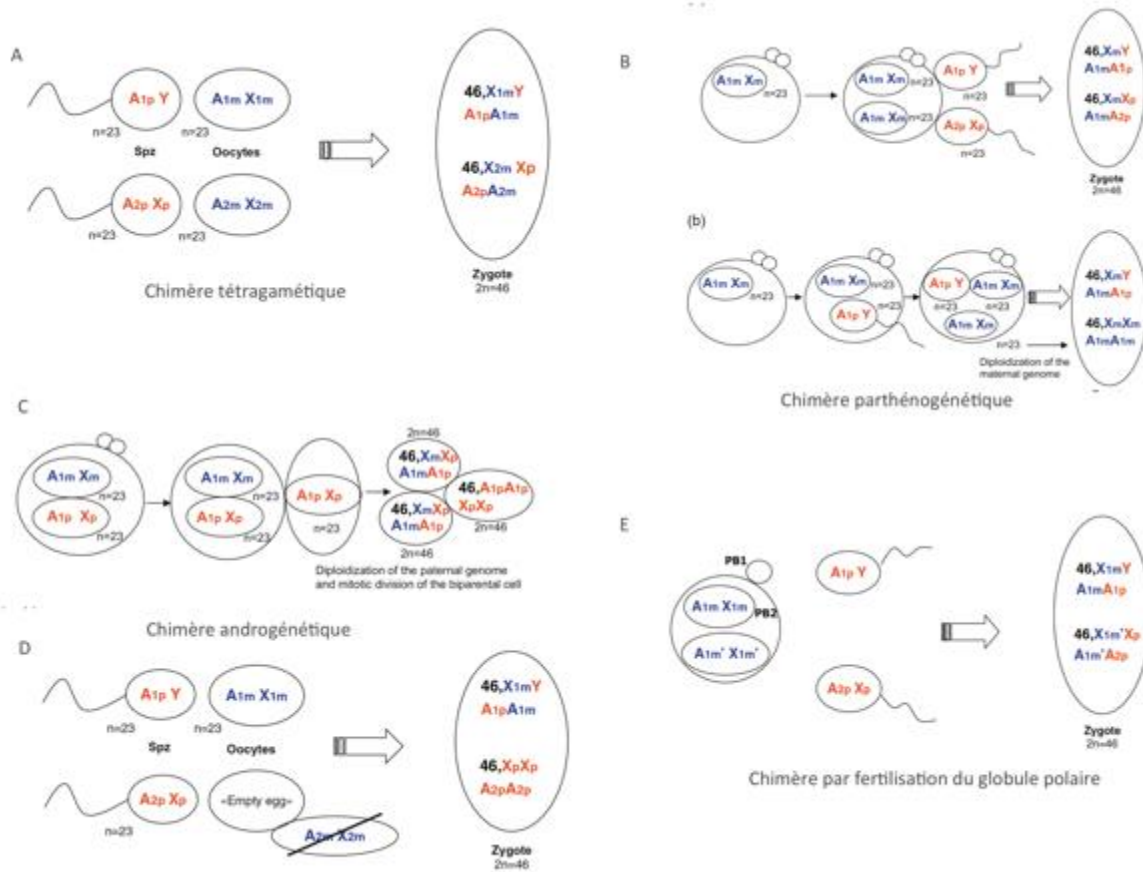 A
A1p Y
n=23
Spz
A1m X1m
n=23
Oocytes
A2p Xp
n=23
A2m X2m
n=23
46,X1mY
A1pA1m
46,X2m Xp
A2pA2m
Zygote
2n=46
Chimère tétragamétique
B
A1m Xm
n=23
A1m Xm
n=23
A1m Xm
n=23
A1p Y
n=23
A2p Xp
n=23
46,XmY
A1mA1p
46,XmXp
A1mA2p
Zygote
2n=46
(b)
A1m Xm
n=23
A1m Xm
n=23
A1p Y
n=23
A1p Y
n=23
A1m Xm
n=23
A1m Xm
n=23
Diploidization of the
maternal genome
46,XmY
A1mA1p
46,XmXm
A1mA1m
Chimère parthénogénétique
C
A1m Xm
n=23
A1p Xp
n=23
A1m Xm
n=23
A1p Xp
n=23
A1p Xp
n=23
2n=46
46,XmXp
A1mA1p
46,A1pA1p
XpXp
2n=46
46,XmXp
A1mA1p
2n=46
Diploidization of the paternal genome
and mitotic division of the biparental cell
Chimère androgénétique
D
A1p Y
n=23
Spz
A1m X1m
n=23
Oocytes
A2p Xp
n=23
«Empty egg»
A2m X2m
46,X1mY
A1pA1m
46,XpXp
A2pA2p
Zygote
2n=46
E
PB1
A1m X1m
PB2
A1m' X1m'
A1p Y
A2p Xp
46,X1mY
A1mA1p
A1m'A2p
Zygote
2n=46
Chimère par fertilisation du globule polaire